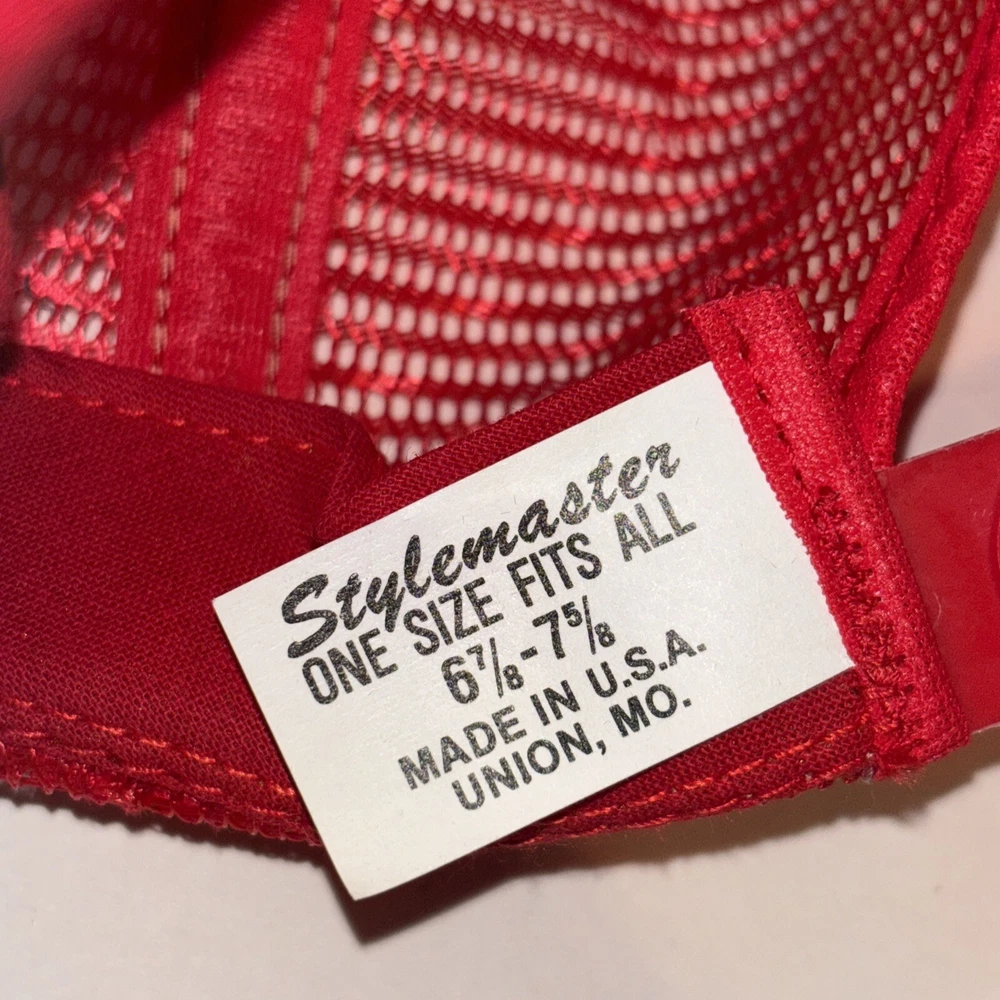 Stylemaster
ONE SIZE FITS ALL
6⅞-7⅝
MADE IN U.S.A.
UNION, MO.